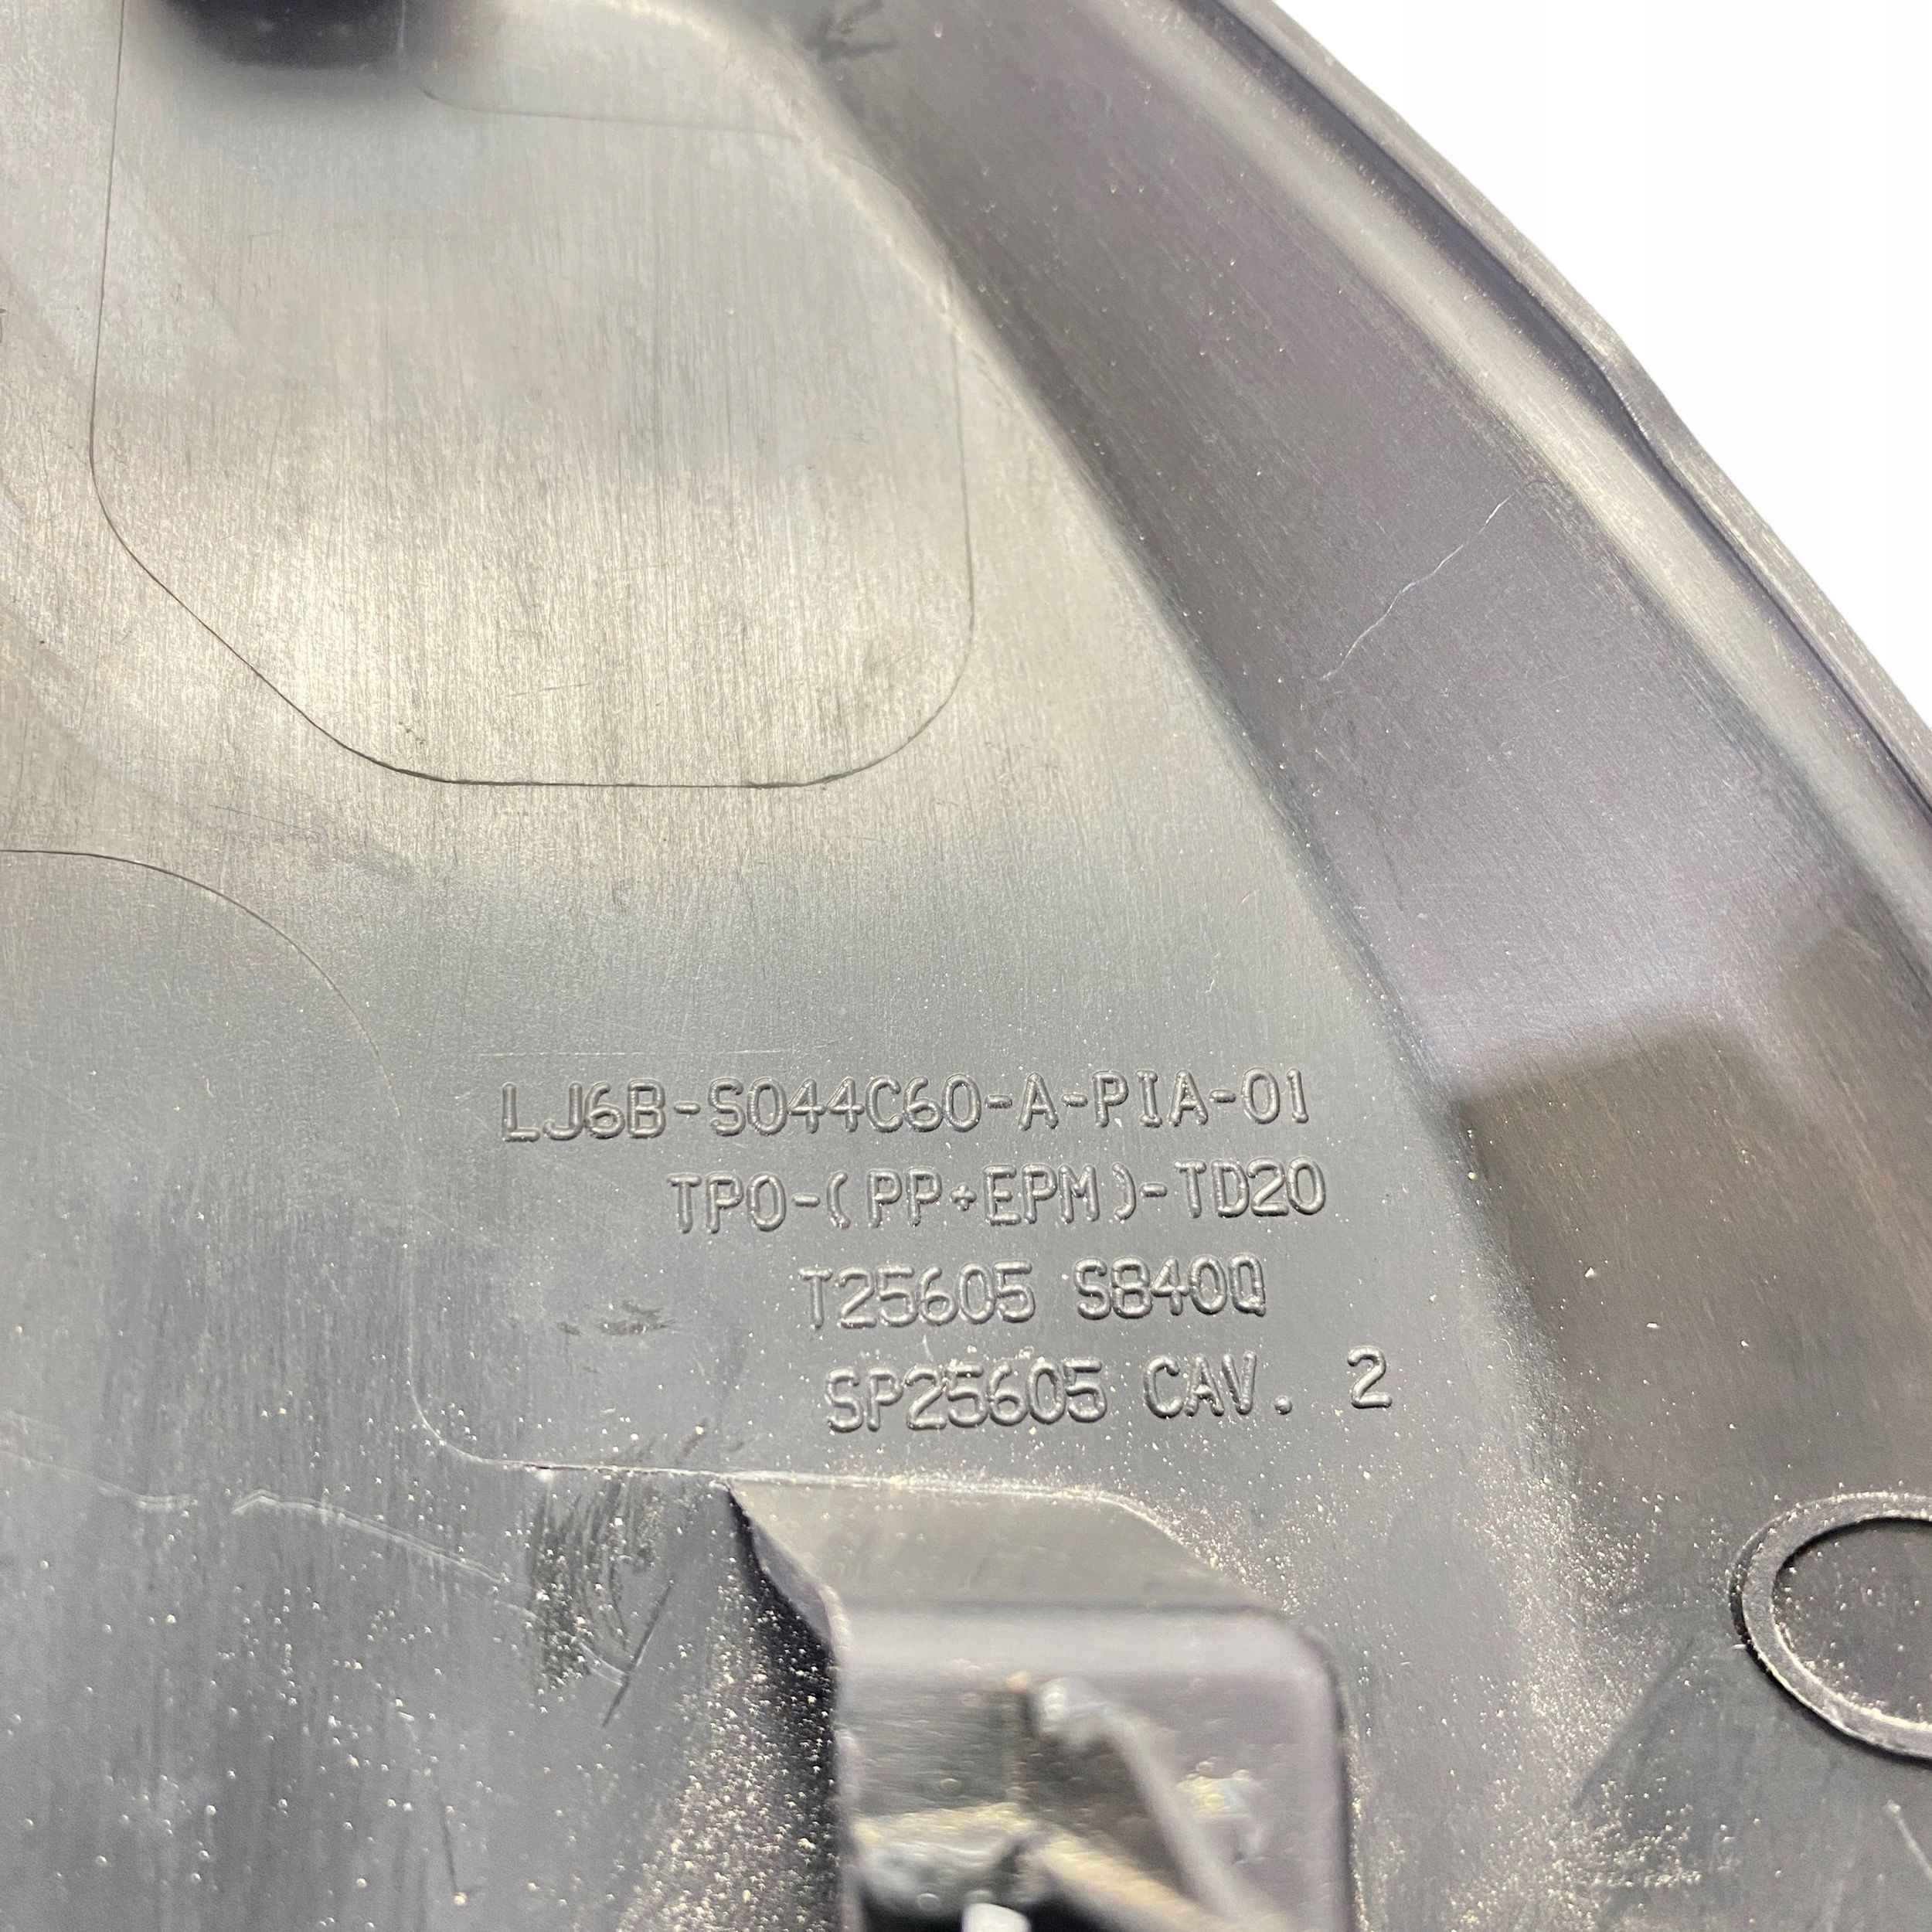 LJ6B-S044C60-A-PIA-01
TPO-(PP+EPM)-TD20
T25605 S840Q
SP25605 CAV. 2